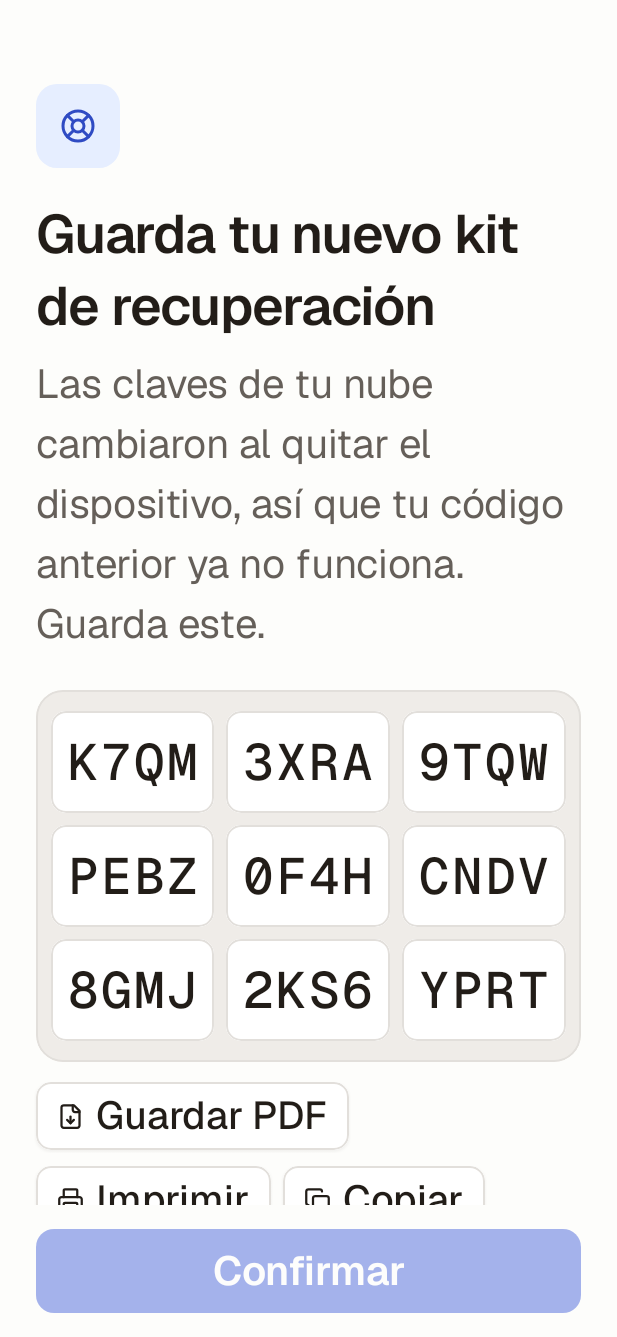 Guarda tu nuevo kit
de recuperación
Las claves de tu nube
cambiaron al quitar el
dispositivo, así que tu código
anterior ya no funciona.
Guarda este.
K7QM 3XRA 9TQW
PEBZ 0F4H CNDV
8GMJ 2KS6 YPRT
Guardar PDF
Imprimir Copiar
Confirmar